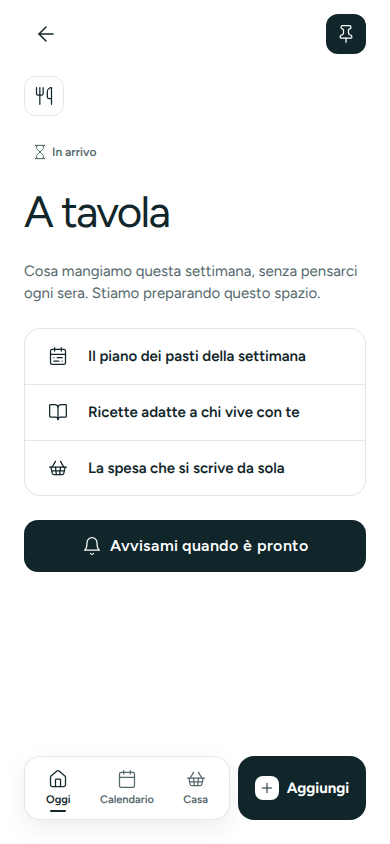 In arrivo
A tavola
Cosa mangiamo questa settimana, senza pensarci
ogni sera. Stiamo preparando questo spazio.
Il piano dei pasti della settimana
Ricette adatte a chi vive con te
La spesa che si scrive da sola
Avvisami quando è pronto
Oggi
Calendario
Casa
Aggiungi